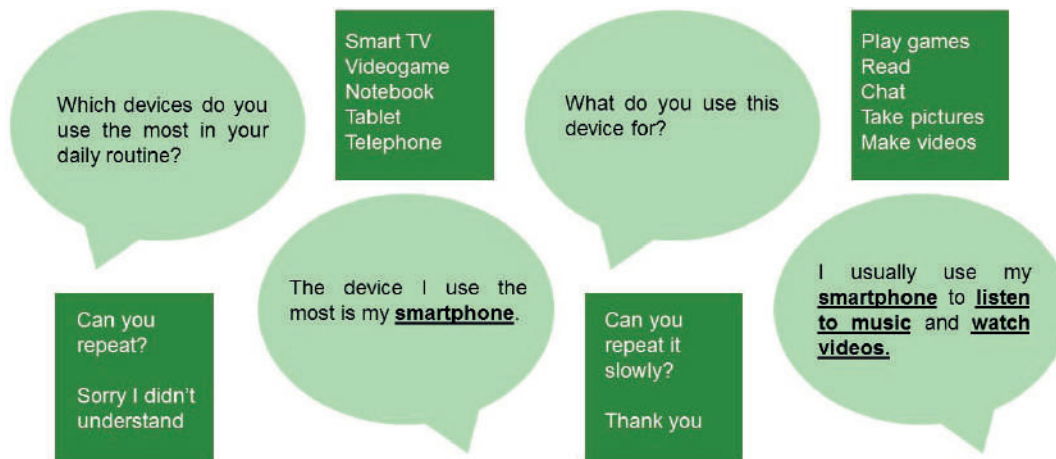 Which devices do you
use the most in your
daily routine?
Smart TV
Videogame
Notebook
Tablet
Telephone
Can you
repeat?
Sorry I didn't
understand
The device I use the
most is my smartphone.
What do you use this
device for?
Play games
Read
Chat
Take pictures
Make videos
Can you
repeat it
slowly?
Thank you
I usually use my
smartphone to listen
to music and watch
videos.